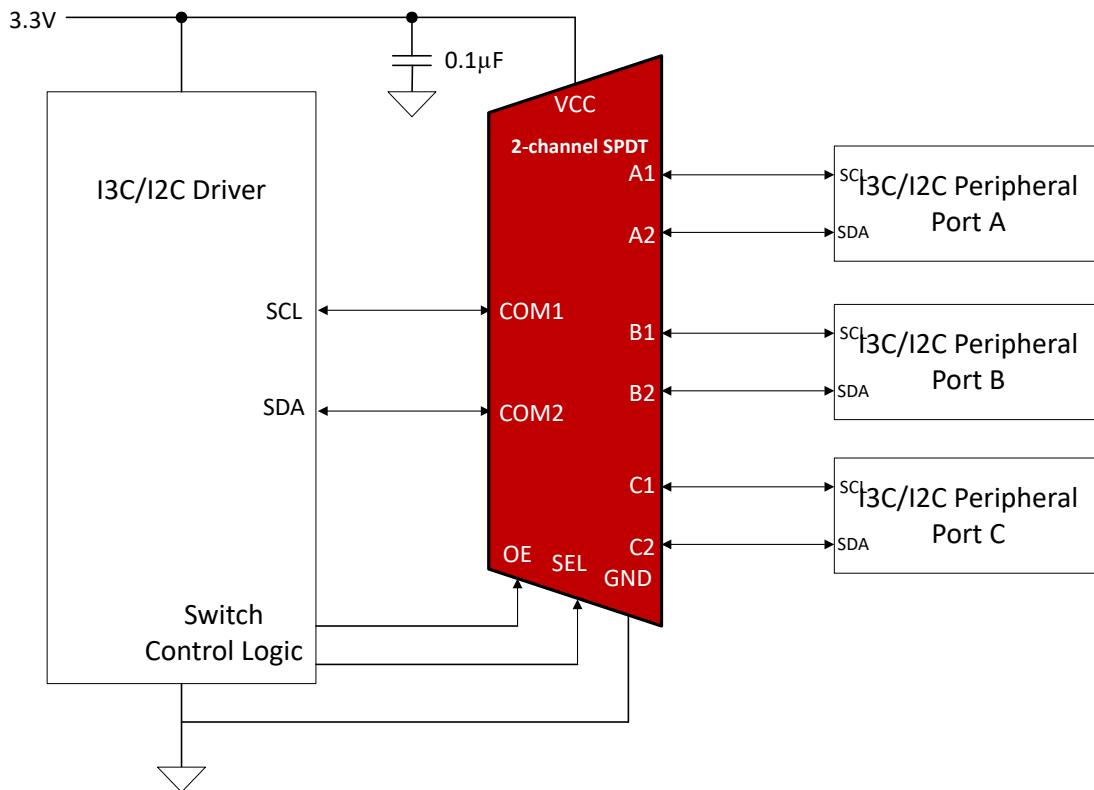 3.3V
0.1μF
VCC
2-channel SPDT
I3C/I2C Driver
A1
A2
SCL
I3C/I2C Peripheral
Port A
SDA
SCL
COM1
B1
B2
SCL
I3C/I2C Peripheral
Port B
SDA
SDA
COM2
C1
C2
SCL
I3C/I2C Peripheral
Port C
SDA
OE
SEL
GND
Switch
Control Logic